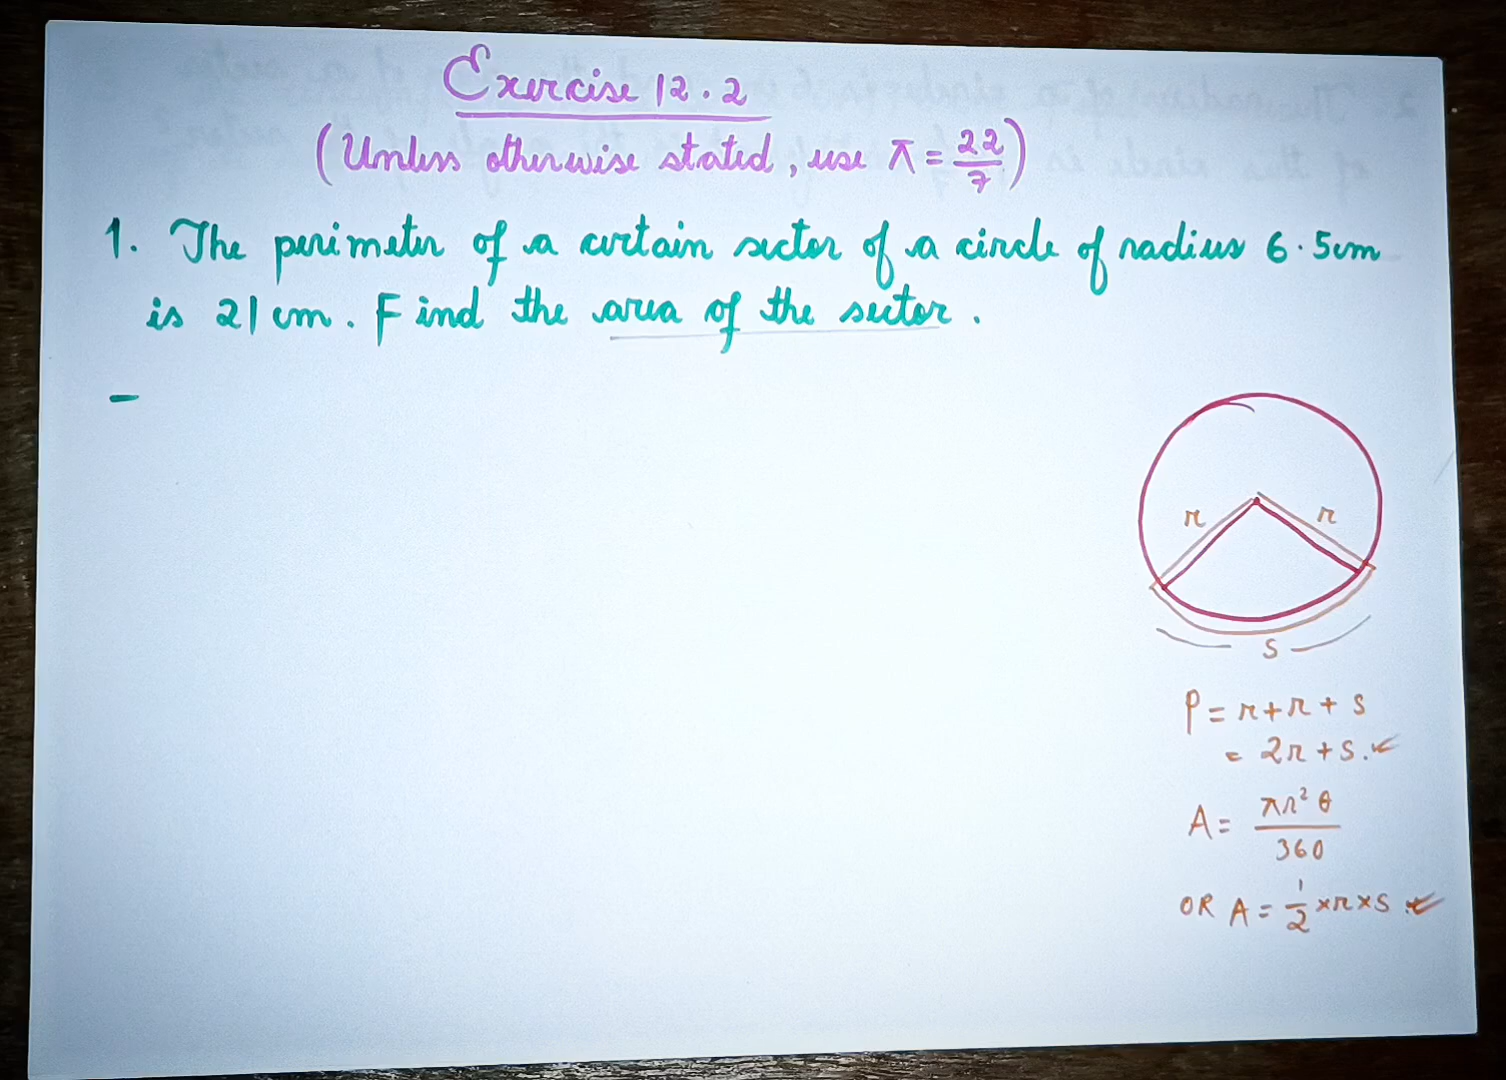 Exercise 12.2
(Unless otherwise stated, use π = 22/7)
1. The perimeter of a certain sector of a circle of radius 6.5cm
is 21 cm. Find the area of the sector.
–
r r
s
P = r + r + s
= 2r + s.
A = πr² θ / 360
OR A = 1/2 × r × s